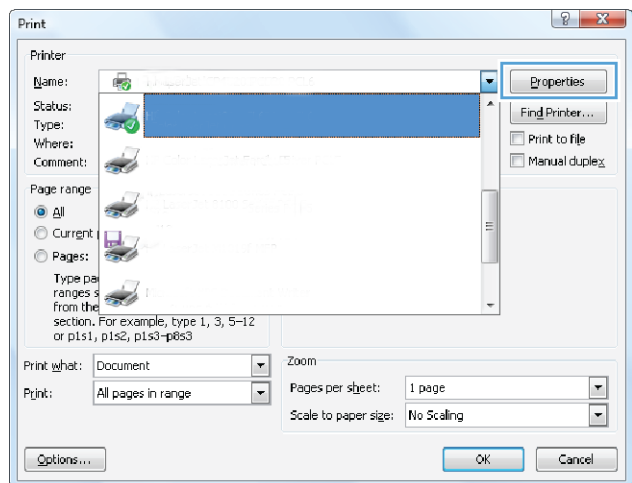 Print
Printer
Name:
Properties
Status:
Find Printer...
Type:
Where:
Print to file
Comment:
Manual duplex
Page range
All
Current
Pages:
Type
ranges
from the
section. For example, type 1, 3, 5–12
or p1s1, p1s2, p1s3–p8s3
Print what: Document
Zoom
Print: All pages in range
Pages per sheet: 1 page
Scale to paper size: No Scaling
Options...
OK
Cancel